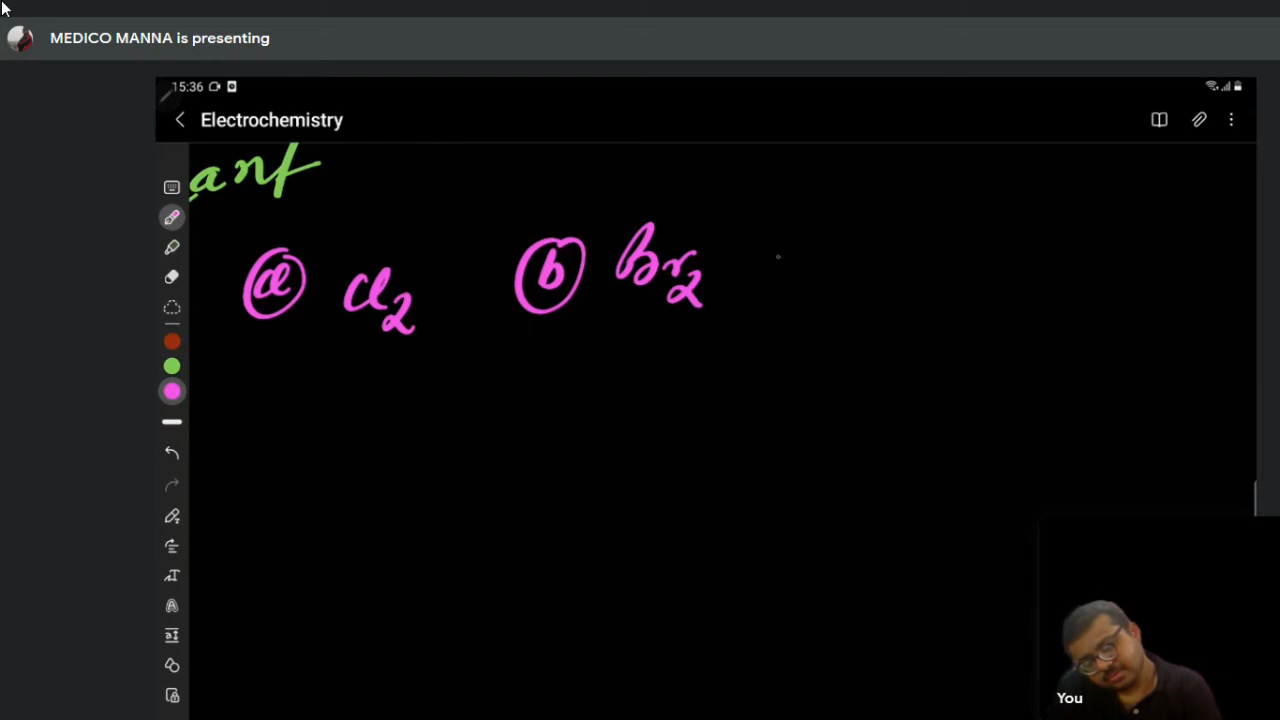 MEDICO MANNA is presenting
15:36
Electrochemistry
ant
ⓐ Cl₂ ⓑ Br₂
You